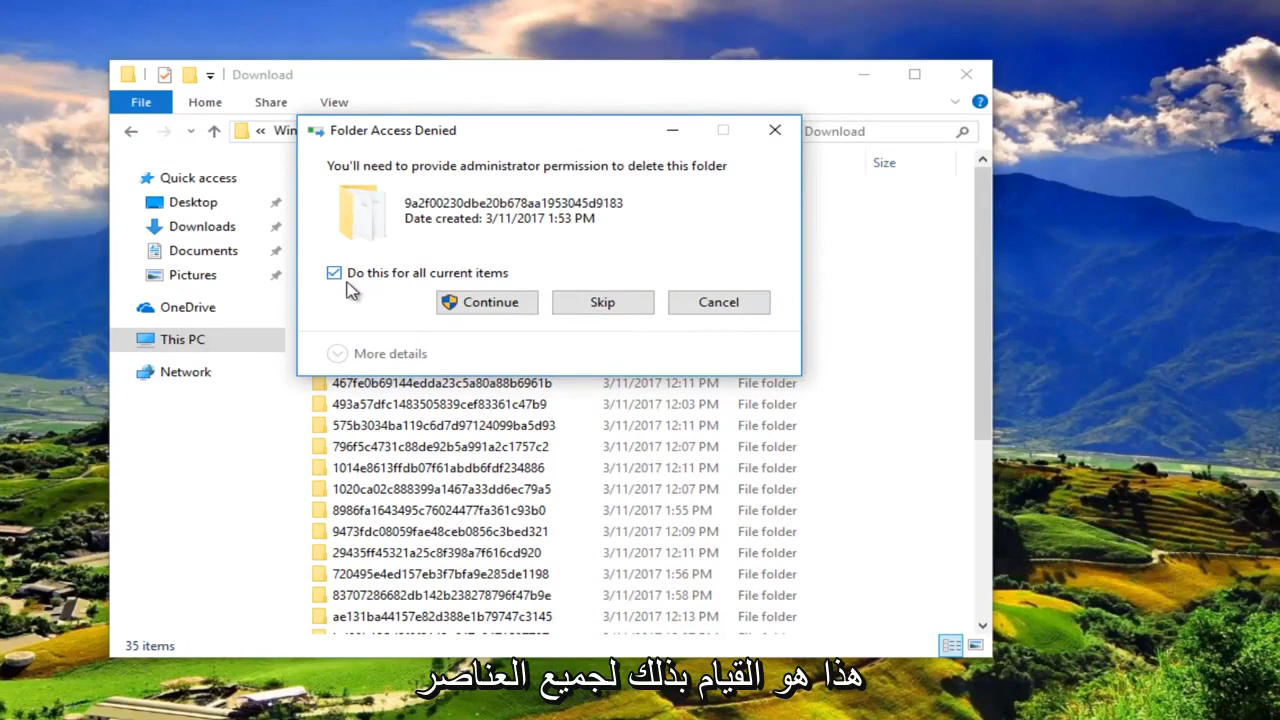 Download
File Home Share View
« Win
Download
Folder Access Denied
You'll need to provide administrator permission to delete this folder
9a2f00230dbe20b678aa1953045d9183
Date created: 3/11/2017 1:53 PM
Do this for all current items
Continue Skip Cancel
More details
Size
Quick access
Desktop
Downloads
Documents
Pictures
OneDrive
This PC
Network
467fe0b69144edda23c5a80a88b6961b 3/11/2017 12:11 PM File folder
493a57dfc1483505839cef83361c47b9 3/11/2017 12:03 PM File folder
575b3034ba119c6d7d97124099ba5d93 3/11/2017 12:11 PM File folder
796f5c4731c88de92b5a991a2c1757c2 3/11/2017 12:07 PM File folder
1014e8613ffdb07f61abdb6fdf234886 3/11/2017 12:11 PM File folder
1020ca02c888399a1467a33dd6ec79a5 3/11/2017 12:07 PM File folder
8986fa1643495c76024477fa361c93b0 3/11/2017 1:55 PM File folder
9473fdc08059fae48ceb0856c3bed321 3/11/2017 12:09 PM File folder
29435ff45321a25c8f398a7f616cd920 3/11/2017 12:11 PM File folder
720495e4ed157eb3f7bfa9e285de1198 3/11/2017 1:56 PM File folder
83707286682db142b238278796f47b9e 3/11/2017 1:58 PM File folder
ae131ba44157e82d388e1b79747c3145 3/11/2017 12:13 PM File folder
35 items
هذا هو القيام بذلك لجميع العناصر